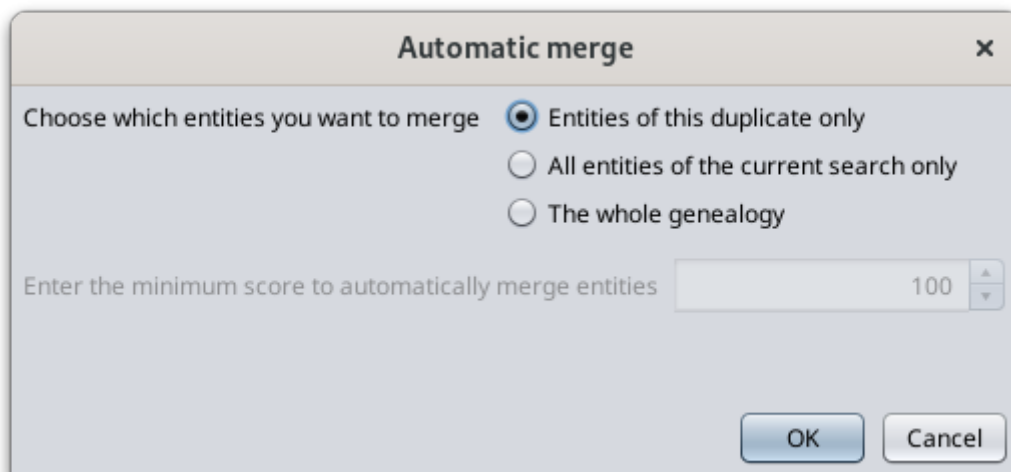 Automatic merge
Choose which entities you want to merge Entities of this duplicate only
All entities of the current search only
The whole genealogy
Enter the minimum score to automatically merge entities 100
OK Cancel